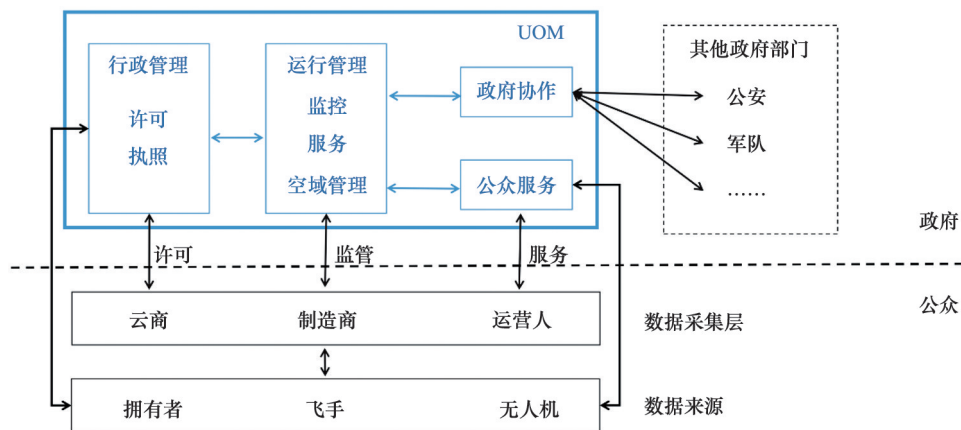 UOM
行政管理
许可
执照
运行管理
监控
服务
空域管理
政府协作
公众服务
其他政府部门
公安
军队
……
政府
许可
监管
服务
公众
云商
制造商
运营人
数据采集层
拥有者
飞手
无人机
数据来源